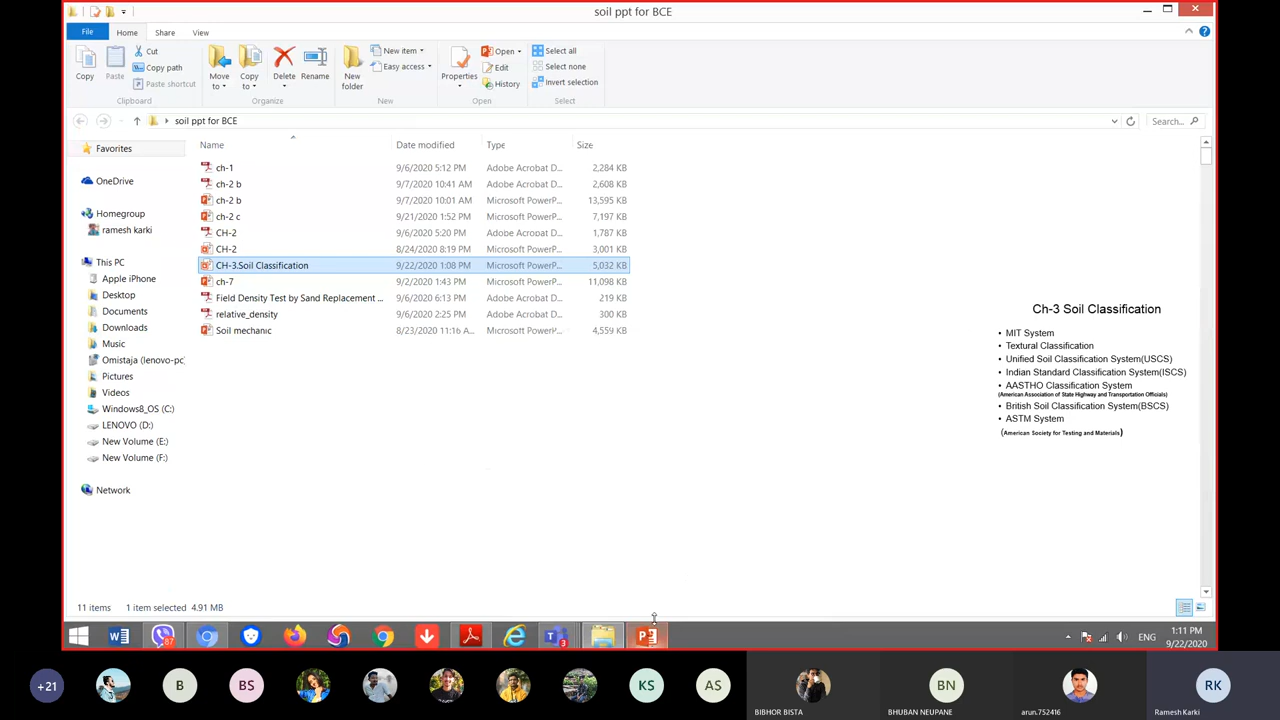 soil ppt for BCE
File Home Share View
Copy
Paste
Cut
Copy path
Paste shortcut
Clipboard
Move to
Copy to
Delete
Rename
Organize
New folder
New item
Easy access
New
Properties
Open
Edit
History
Open
Select all
Select none
Invert selection
Select
soil ppt for BCE
Search...
Name Date modified Type Size
ch-1 9/6/2020 5:12 PM Adobe Acrobat D... 2,284 KB
ch-2 b 9/7/2020 10:41 AM Adobe Acrobat D... 2,608 KB
ch-2 b 9/7/2020 10:01 AM Microsoft PowerP... 13,595 KB
ch-2 c 9/21/2020 1:52 PM Microsoft PowerP... 7,197 KB
CH-2 9/6/2020 5:20 PM Adobe Acrobat D... 1,787 KB
CH-2 8/24/2020 8:19 PM Microsoft PowerP... 3,001 KB
CH-3.Soil Classification 9/22/2020 1:08 PM Microsoft PowerP... 5,032 KB
ch-7 9/2/2020 1:43 PM Microsoft PowerP... 11,098 KB
Field Density Test by Sand Replacement ... 9/6/2020 6:13 PM Adobe Acrobat D... 219 KB
relative_density 9/6/2020 2:25 PM Adobe Acrobat D... 300 KB
Soil mechanic 8/23/2020 11:16 A... Microsoft PowerP... 4,559 KB
Favorites
OneDrive
Homegroup
ramesh karki
This PC
Apple iPhone
Desktop
Documents
Downloads
Music
Omistaja (lenovo-pc)
Pictures
Videos
Windows8_OS (C:)
LENOVO (D:)
New Volume (E:)
New Volume (F:)
Network
Ch-3 Soil Classification
• MIT System
• Textural Classification
• Unified Soil Classification System(USCS)
• Indian Standard Classification System(ISCS)
• AASTHO Classification System
(American Association of State Highway and Transportation Officials)
• British Soil Classification System(BSCS)
• ASTM System
(American Society for Testing and Materials)
11 items 1 item selected 4.91 MB
87
3
ENG
1:11 PM
9/22/2020
+21
B
BS
KS
AS
BIBHOR BISTA
BN
BHUBAN NEUPANE
arun.752416
RK
Ramesh Karki